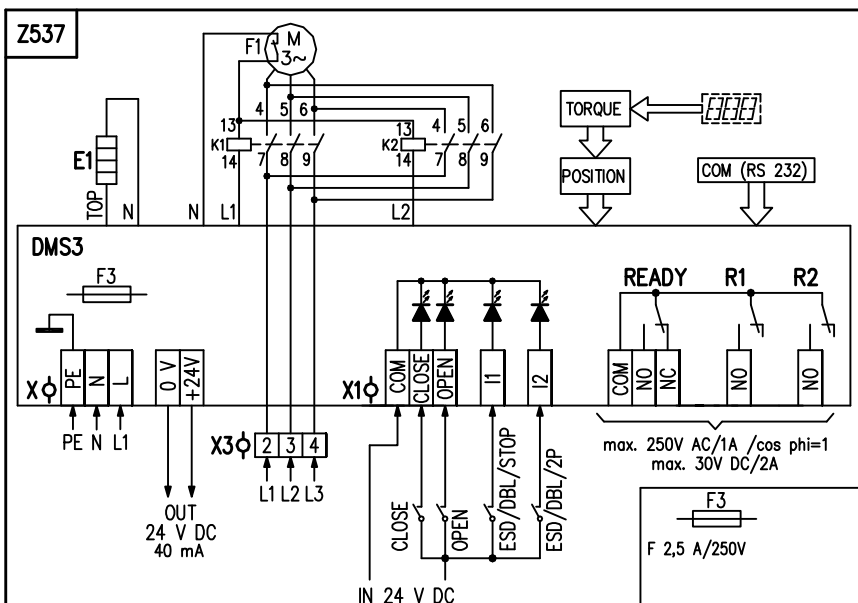 Z537
F1
M
3~
4 5 6
13
K1
14
7 8 9
4 5 6
13
K2
14
7 8 9
E1
TOP
N
N
L1
L2
TORQUE
POSITION
COM (RS 232)
DMS3
F3
READY R1 R2
X
PE N L
0 V +24V
X1
COM CLOSE OPEN I1 I2
COM NO NC NO NO
PE N L1
X3 2 3 4
L1 L2 L3
OUT
24 V DC
40 mA
CLOSE
OPEN
ESD/DBL/STOP
ESD/DBL/2P
IN 24 V DC
max. 250V AC/1A /cos phi=1
max. 30V DC/2A
F3
F 2,5 A/250V